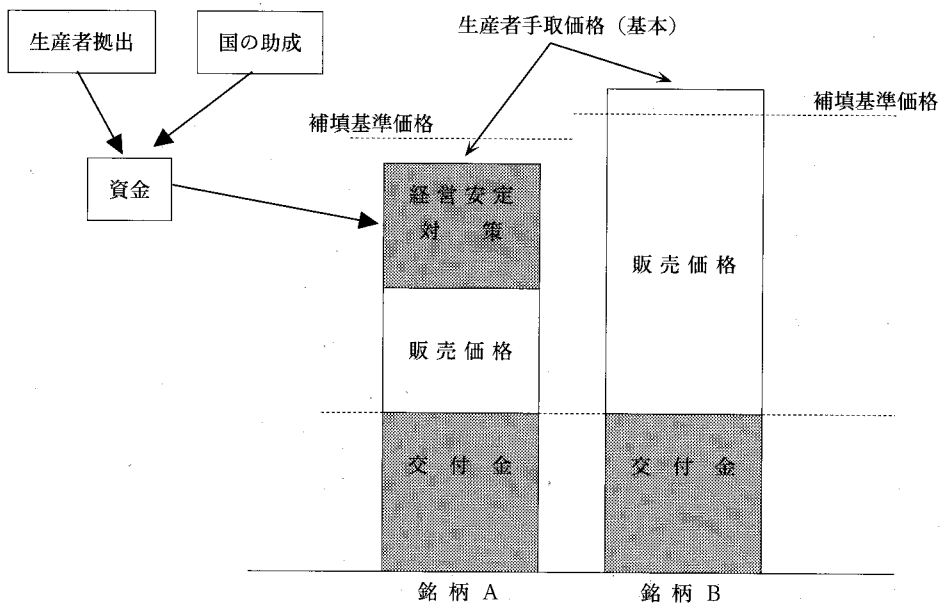 生産者拠出
国の助成
生産者手取価格（基本）
補填基準価格
補填基準価格
資金
経営安定
対策
販売価格
販売価格
交付金
交付金
銘柄A
銘柄B